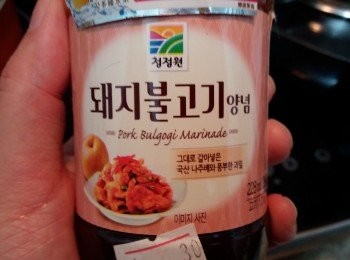 청정원
돼지불고기양념
Pork Bulgogi Marinade
그대로 갈아넣은
국산 나주배와 풍부한 과일
이미지 사진
30